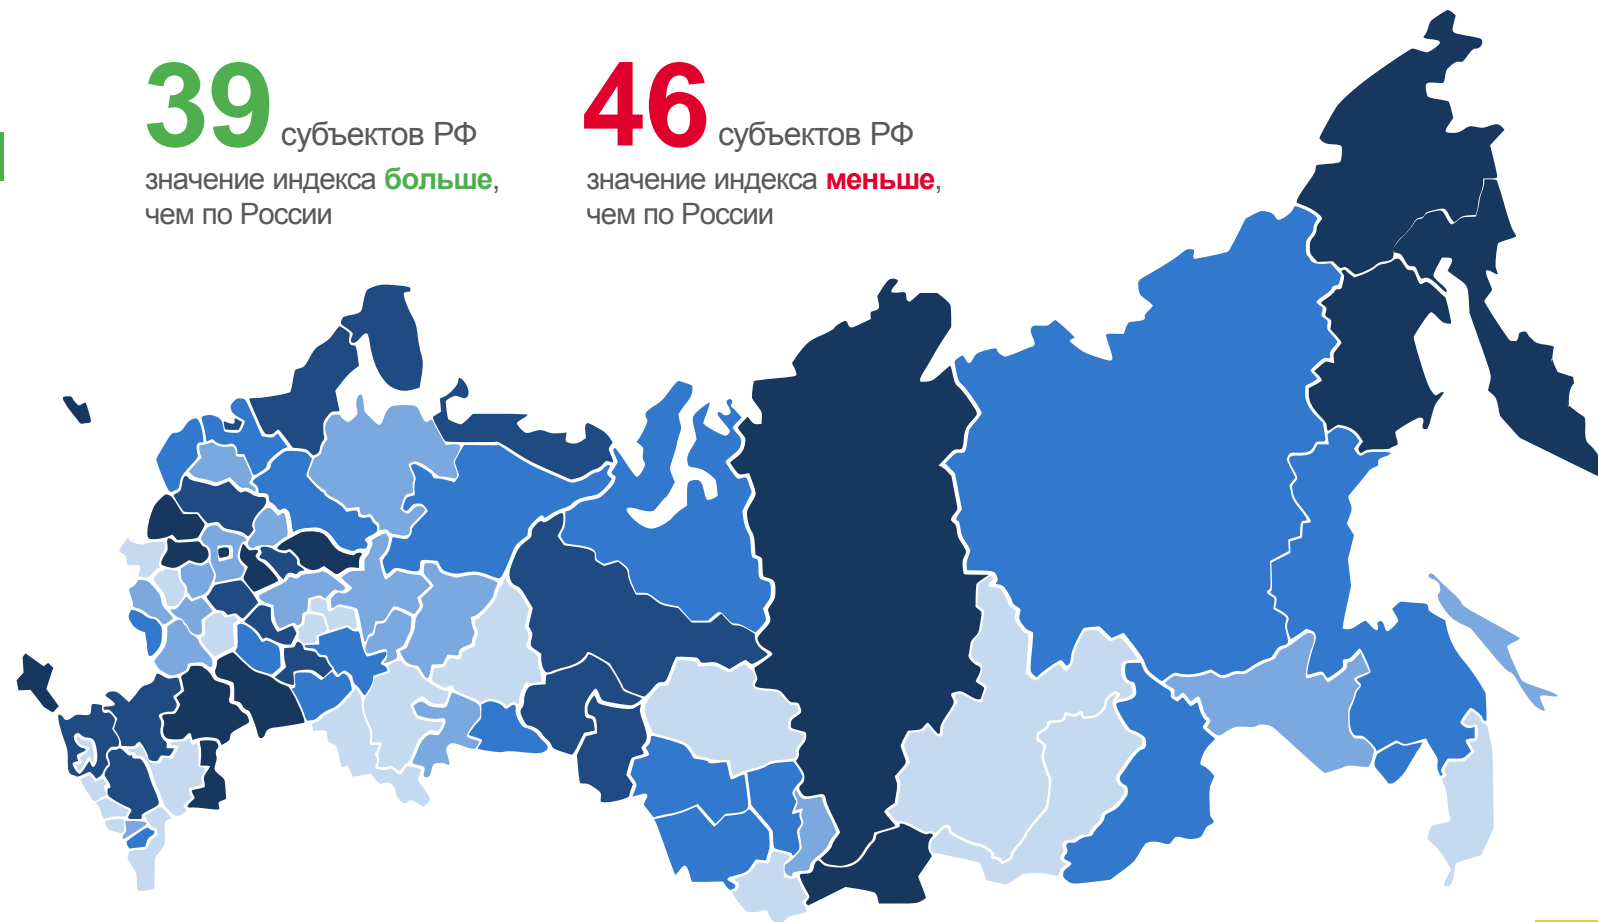 39 субъектов РФ
значение индекса больше,
чем по России
46 субъектов РФ
значение индекса меньше,
чем по России